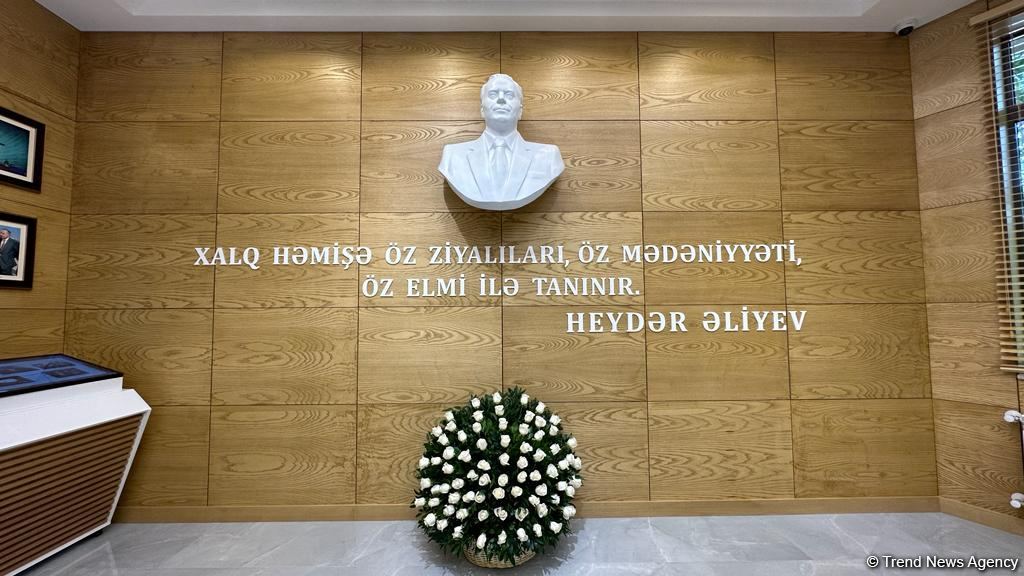 XALQ HƏMİŞƏ ÖZ ZİYALILARI, ÖZ MƏDƏNİYYƏTİ,
ÖZ ELMİ İLƏ TANINIR.
HEYDƏR ƏLİYEV
© Trend News Agency